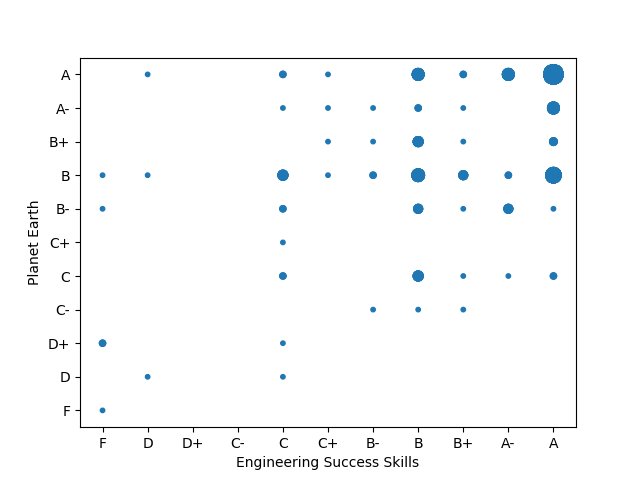 A
A-
B+
B
B-
C+
C
C-
D+
D
F
Planet Earth
F D D+ C- C C+ B- B B+ A- A
Engineering Success Skills